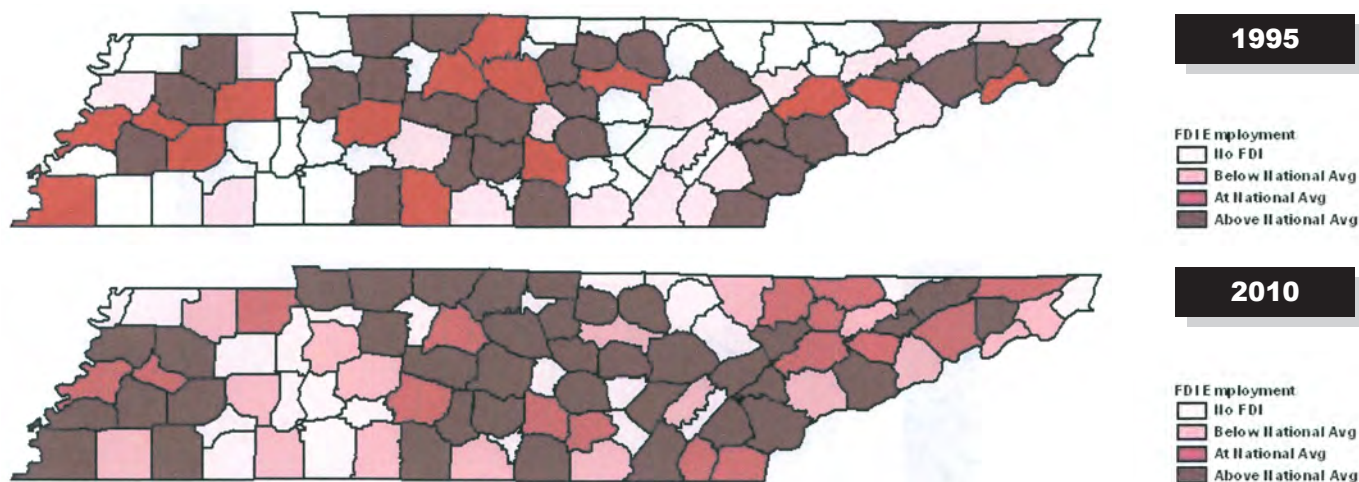 1995
FDI Employment
No FDI
Below National Avg
At National Avg
Above National Avg
2010
FDI Employment
No FDI
Below National Avg
At National Avg
Above National Avg